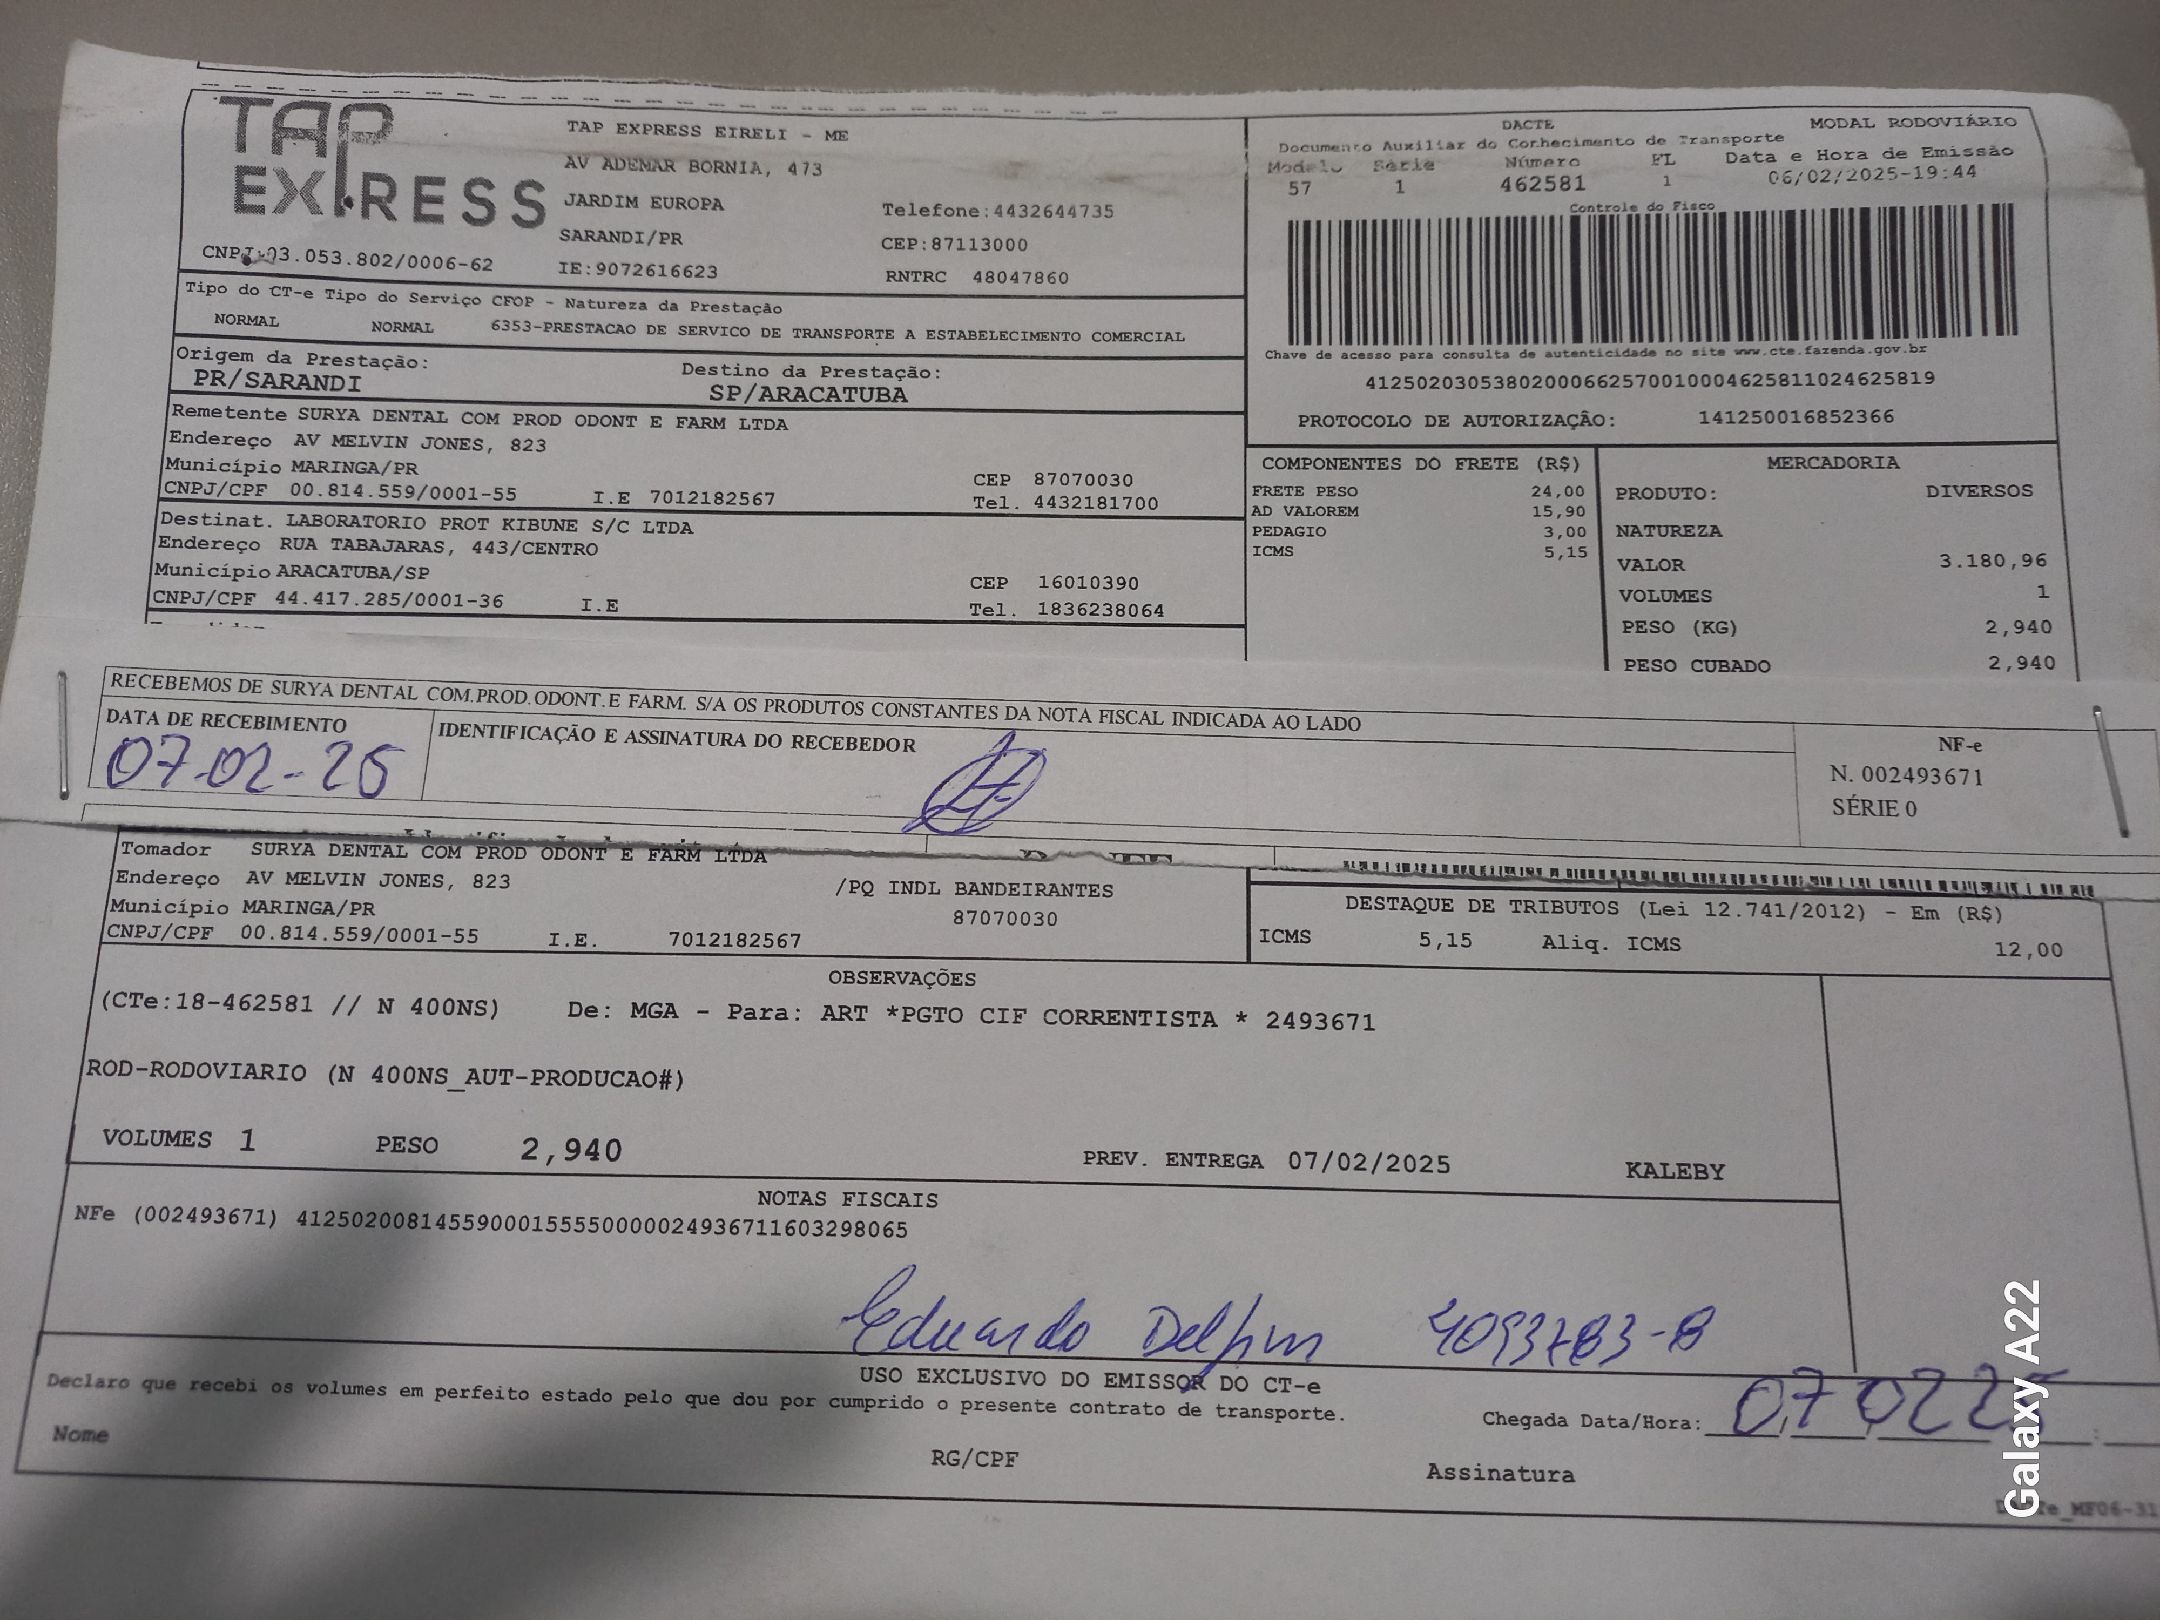 TAP EXPRESS
TAP EXPRESS EIRELI - ME
AV ADEMAR BORNIA, 473
JARDIM EUROPA Telefone:4432644735
SARANDI/PR CEP:87113000
CNPJ:03.053.802/0006-62 IE:9072616623 RNTRC 48047860
DACTE MODAL RODOVIÁRIO
Documento Auxiliar do Conhecimento de Transporte
Modelo Série Número FL Data e Hora de Emissão
57 1 462581 1 06/02/2025-19:44
Controle do Fisco
Chave de acesso para consulta de autenticidade no site www.cte.fazenda.gov.br
41250203053802000662570010004625811024625819
PROTOCOLO DE AUTORIZAÇÃO: 141250016852366
Tipo do CT-e Tipo do Serviço CFOP - Natureza da Prestação
NORMAL NORMAL 6353-PRESTACAO DE SERVICO DE TRANSPORTE A ESTABELECIMENTO COMERCIAL
Origem da Prestação: Destino da Prestação:
PR/SARANDI SP/ARACATUBA
Remetente SURYA DENTAL COM PROD ODONT E FARM LTDA
Endereço AV MELVIN JONES, 823
Município MARINGA/PR CEP 87070030
CNPJ/CPF 00.814.559/0001-55 I.E 7012182567 Tel. 4432181700
Destinat. LABORATORIO PROT KIBUNE S/C LTDA
Endereço RUA TABAJARAS, 443/CENTRO
Município ARACATUBA/SP CEP 16010390
CNPJ/CPF 44.417.285/0001-36 I.E Tel. 1836238064
COMPONENTES DO FRETE (R$)
FRETE PESO 24,00
AD VALOREM 15,90
PEDAGIO 3,00
ICMS 5,15
MERCADORIA
PRODUTO: DIVERSOS
NATUREZA
VALOR 3.180,96
VOLUMES 1
PESO (KG) 2,940
PESO CUBADO 2,940
RECEBEMOS DE SURYA DENTAL COM.PROD.ODONT.E FARM. S/A OS PRODUTOS CONSTANTES DA NOTA FISCAL INDICADA AO LADO
DATA DE RECEBIMENTO IDENTIFICAÇÃO E ASSINATURA DO RECEBEDOR
07-02-25
NF-e
N. 002493671
SÉRIE 0
Tomador SURYA DENTAL COM PROD ODONT E FARM LTDA
Endereço AV MELVIN JONES, 823 /PQ INDL BANDEIRANTES
Município MARINGA/PR 87070030
CNPJ/CPF 00.814.559/0001-55 I.E. 7012182567
DESTAQUE DE TRIBUTOS (Lei 12.741/2012) - Em (R$)
ICMS 5,15 Aliq. ICMS 12,00
OBSERVAÇÕES
(CTe:18-462581 // N 400NS) De: MGA - Para: ART *PGTO CIF CORRENTISTA * 2493671
ROD-RODOVIARIO (N 400NS_AUT-PRODUCAO#)
VOLUMES 1 PESO 2,940 PREV. ENTREGA 07/02/2025 KALEBY
NOTAS FISCAIS
NFe (002493671) 41250200814559000155550000024936711603298065
Eduardo Delfim
USO EXCLUSIVO DO EMISSOR DO CT-e
Declaro que recebi os volumes em perfeito estado pelo que dou por cumprido o presente contrato de transporte.
Chegada Data/Hora: 07 02 25
Nome RG/CPF Assinatura
Galaxy A22